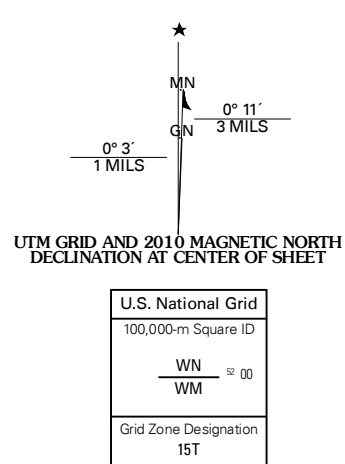 ★
MN
0° 11´
3 MILS
GN
0° 3´
1 MILS
UTM GRID AND 2010 MAGNETIC NORTH
DECLINATION AT CENTER OF SHEET
U.S. National Grid
100,000-m Square ID
WN
52 00
WM
Grid Zone Designation
15T